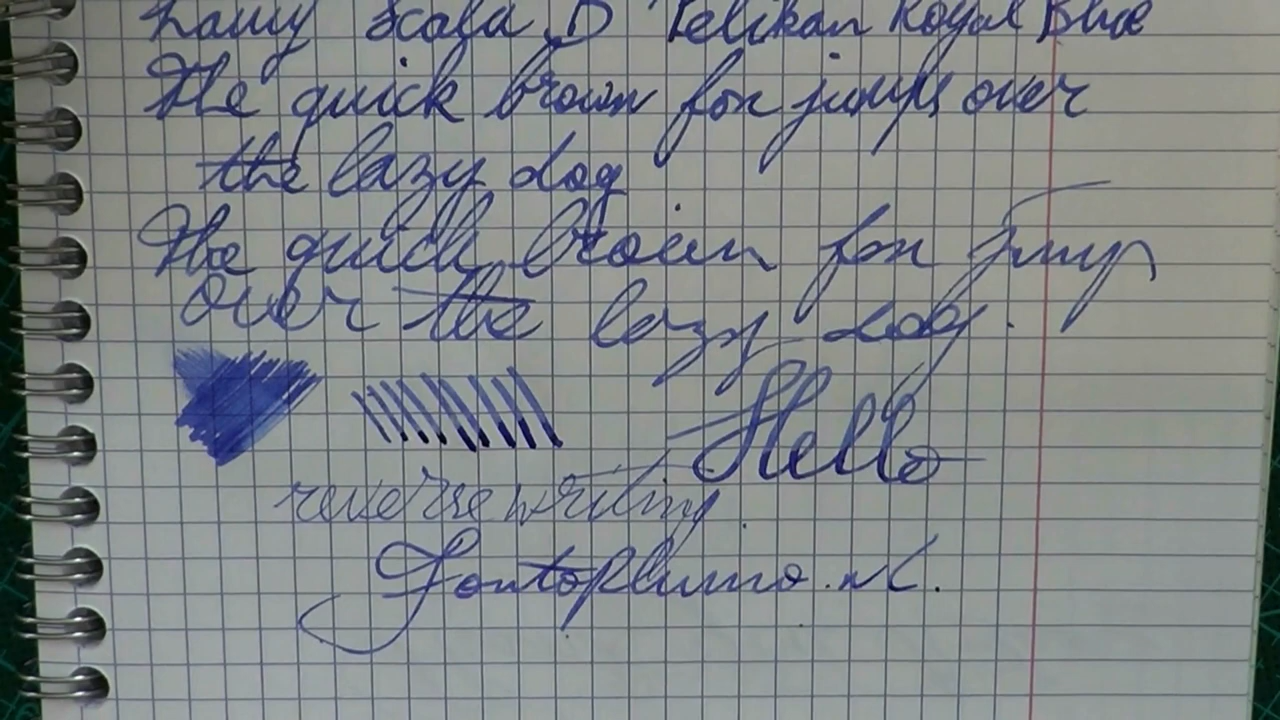 Lamy Scala B Pelikan Royal Blue
The quick brown fox jumps over
the lazy dog
The quick brown fox jump
over the lazy dog.
Hello
reverse writing
Fontoplumo.nl.